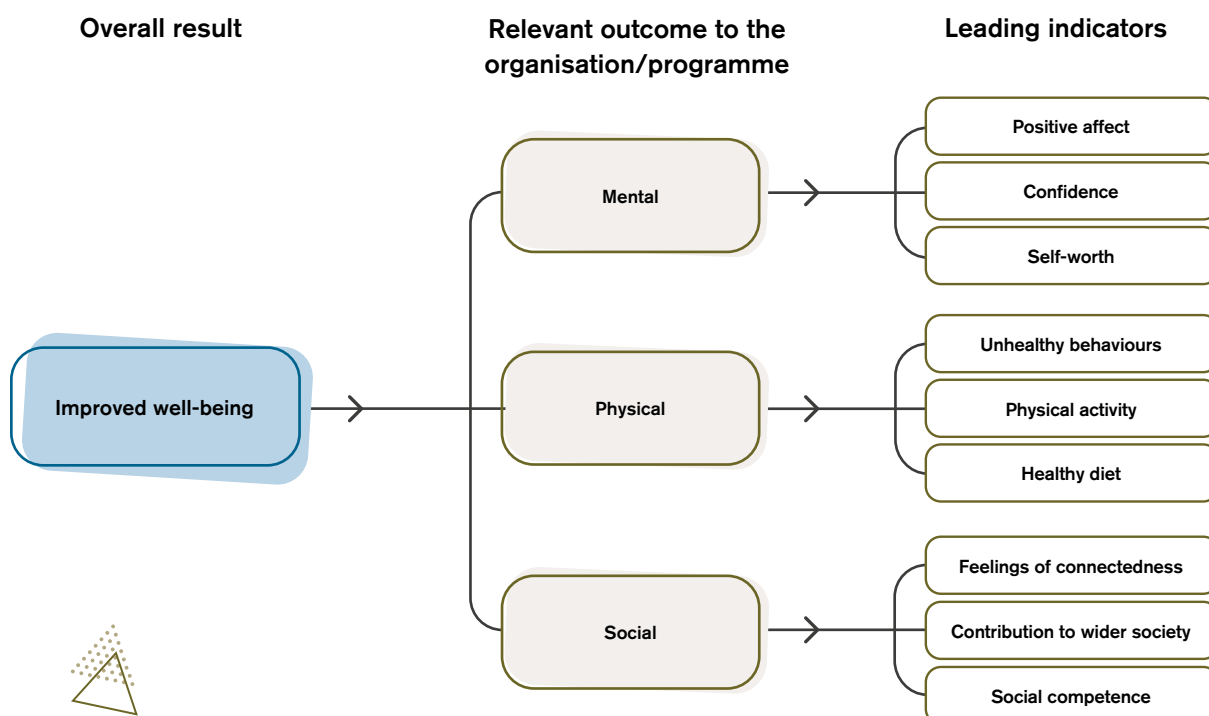 Overall result
Relevant outcome to the
organisation/programme
Leading indicators
Improved well-being
Mental
Positive affect
Confidence
Self-worth
Physical
Unhealthy behaviours
Physical activity
Healthy diet
Social
Feelings of connectedness
Contribution to wider society
Social competence